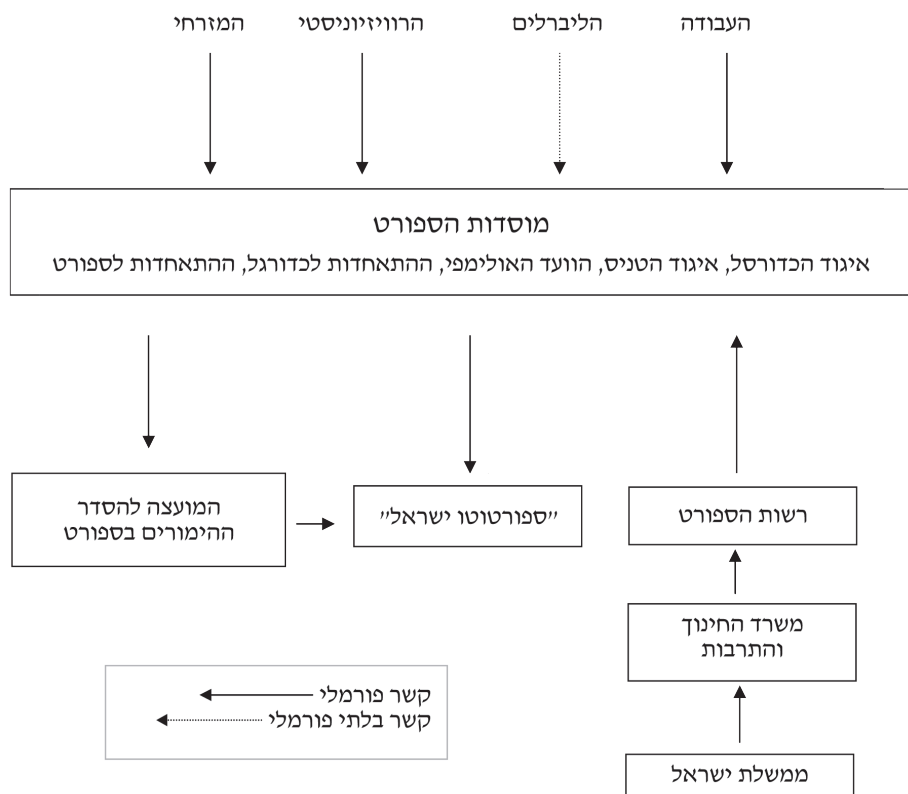 העבודה
הליברלים
הרוויזיוניסטי
המזרחי
מוסדות הספורט
איגוד הכדורסל, איגוד הטניס, הוועד האולימפי, ההתאחדות לכדורגל, ההתאחדות לספורט
רשות הספורט
"ספורטוטו ישראל"
המועצה להסדר
ההימורים בספורט
משרד החינוך
והתרבות
ממשלת ישראל
קשר פורמלי
קשר בלתי פורמלי